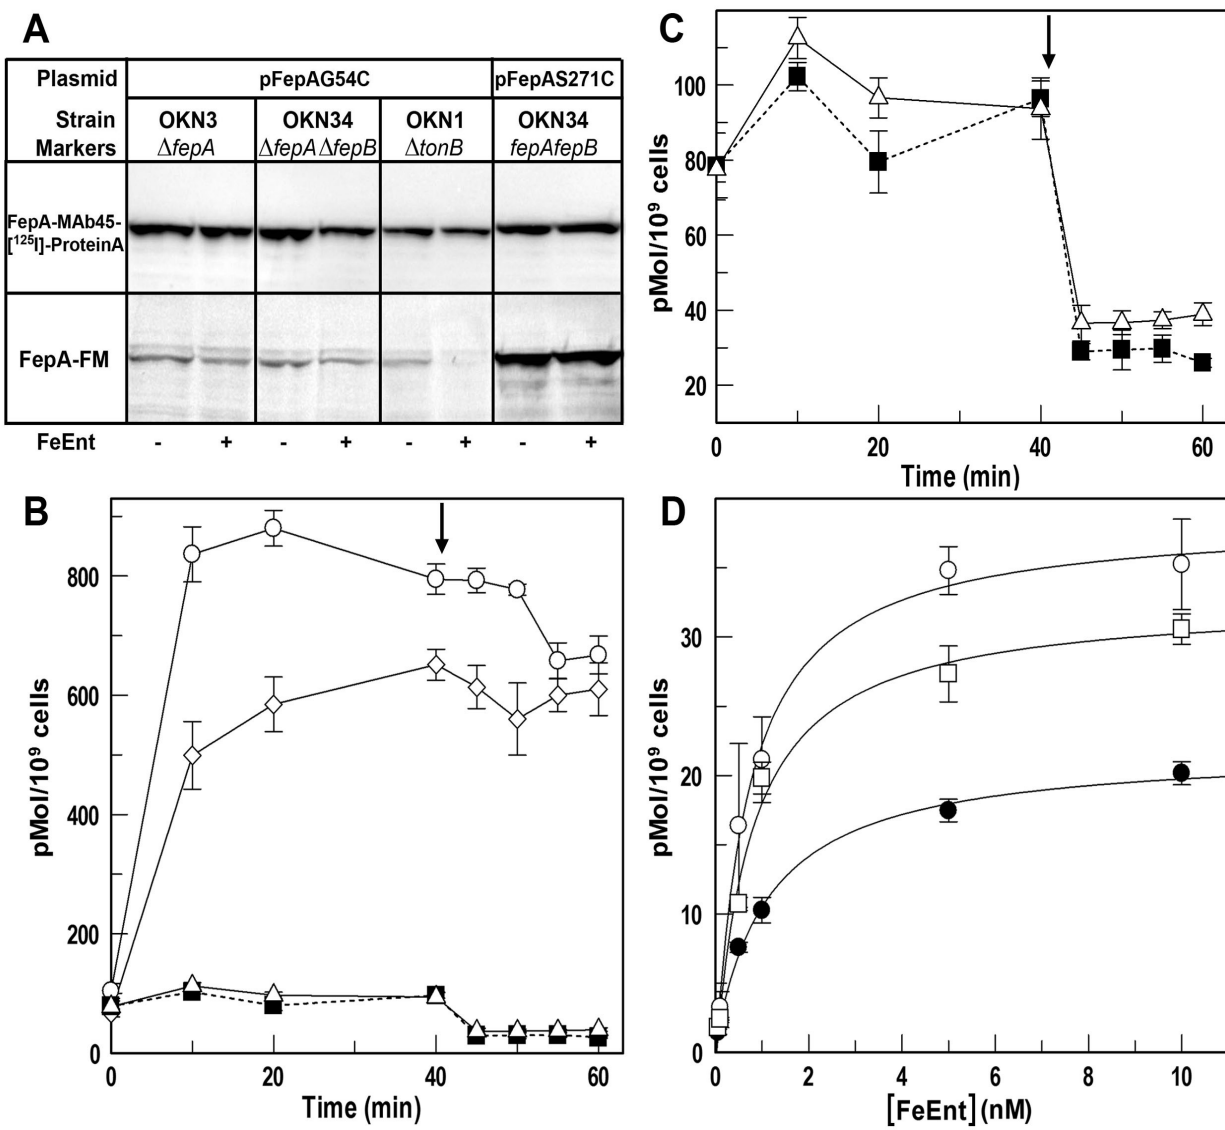 A
Plasmid pFepAG54C pFepAS271C
Strain OKN3 OKN34 OKN1 OKN34
Markers ΔfepA ΔfepA ΔfepB ΔtonB fepAfepB
FepA-MAb45-
[¹²⁵I]-ProteinA
FepA-FM
FeEnt - + - + - + - +
C
100
80
60
40
20
pMol/10⁹ cells
0 20 40 60
Time (min)
B
800
600
400
200
0
pMol/10⁹ cells
0 20 40 60
Time (min)
D
30
20
10
0
pMol/10⁹ cells
0 2 4 6 8 10
[FeEnt] (nM)